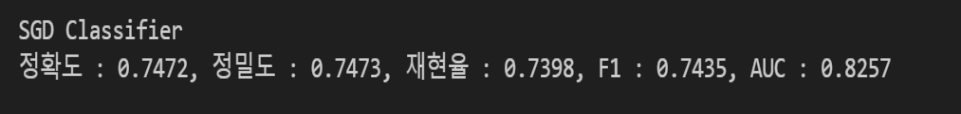 SGD Classifier
정확도 : 0.7472, 정밀도 : 0.7473, 재현율 : 0.7398, F1 : 0.7435, AUC : 0.8257